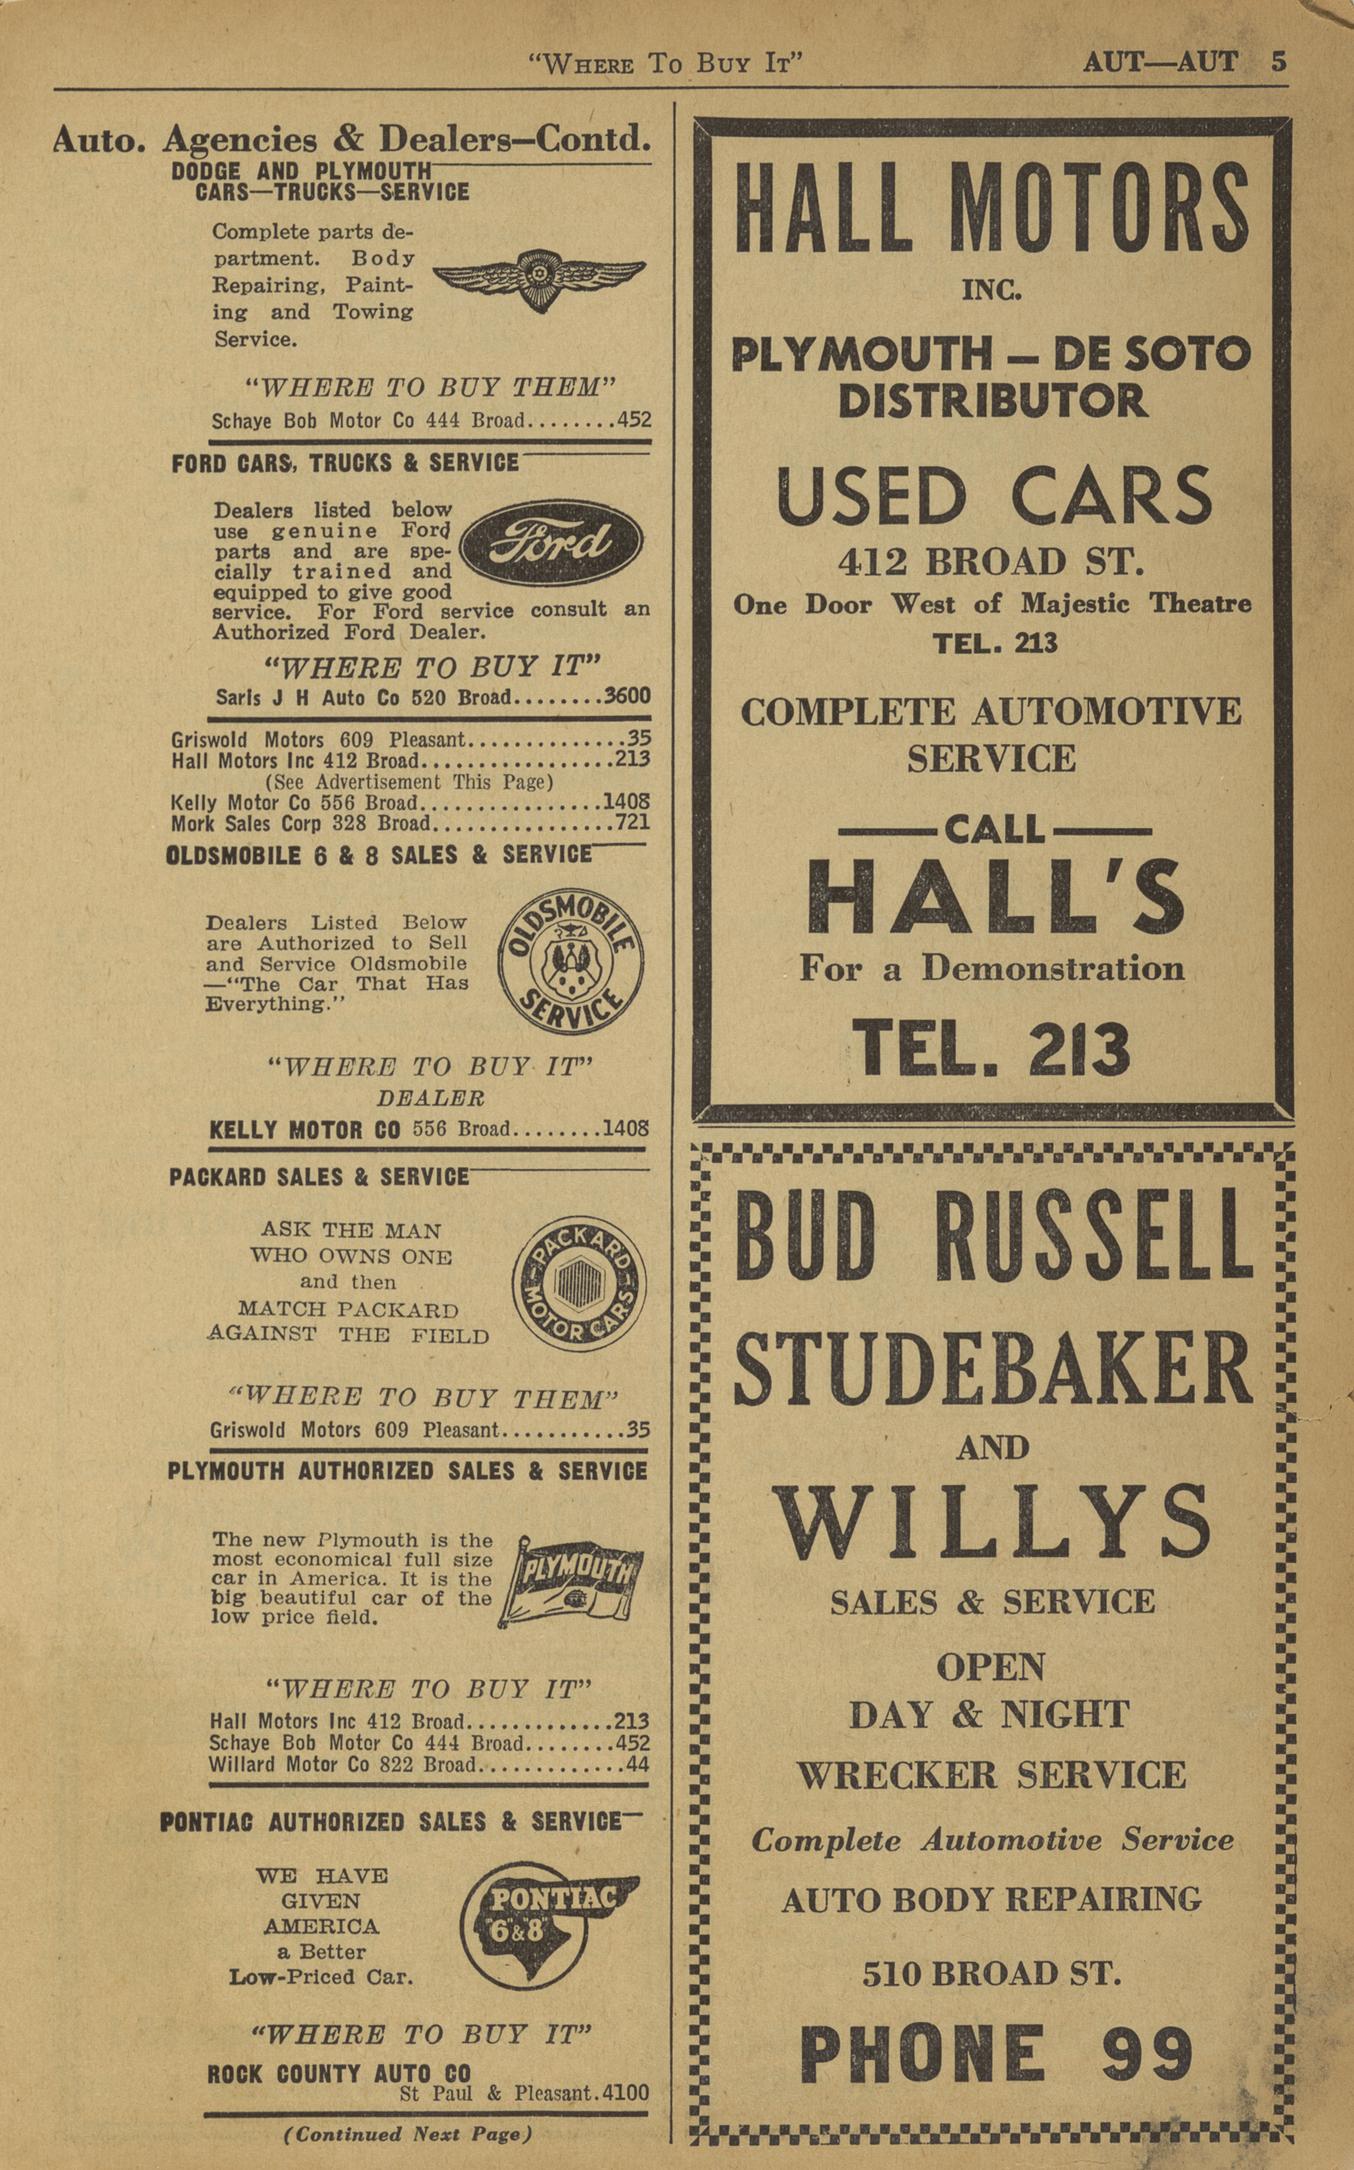 "Where To Buy It"
AUT—AUT 5
Auto. Agencies & Dealers—Contd.
DODGE AND PLYMOUTH
CARS—TRUCKS—SERVICE
Complete parts de-
partment. Body
Repairing, Paint-
ing and Towing
Service.
"WHERE TO BUY THEM"
Schaye Bob Motor Co 444 Broad........452
FORD CARS, TRUCKS & SERVICE
Dealers listed below
use genuine Ford
parts and are spe-
cially trained and
equipped to give good
service. For Ford service consult an
Authorized Ford Dealer.
Ford
"WHERE TO BUY IT"
Sarls J H Auto Co 520 Broad........3600
Griswold Motors 609 Pleasant..............35
Hall Motors Inc 412 Broad.................213
(See Advertisement This Page)
Kelly Motor Co 556 Broad................1408
Mork Sales Corp 328 Broad................721
OLDSMOBILE 6 & 8 SALES & SERVICE
Dealers Listed Below
are Authorized to Sell
and Service Oldsmobile
—"The Car That Has
Everything."
OLDSMOBILE
SERVICE
"WHERE TO BUY IT"
DEALER
KELLY MOTOR CO 556 Broad........1408
PACKARD SALES & SERVICE
ASK THE MAN
WHO OWNS ONE
and then
MATCH PACKARD
AGAINST THE FIELD
PACKARD
MOTOR CARS
"WHERE TO BUY THEM"
Griswold Motors 609 Pleasant...........35
PLYMOUTH AUTHORIZED SALES & SERVICE
The new Plymouth is the
most economical full size
car in America. It is the
big beautiful car of the
low price field.
PLYMOUTH
"WHERE TO BUY IT"
Hall Motors Inc 412 Broad.............213
Schaye Bob Motor Co 444 Broad........452
Willard Motor Co 822 Broad.............44
PONTIAC AUTHORIZED SALES & SERVICE
WE HAVE
GIVEN
AMERICA
a Better
Low-Priced Car.
PONTIAC
"6&8"
"WHERE TO BUY IT"
ROCK COUNTY AUTO CO
St Paul & Pleasant.4100
(Continued Next Page)
HALL MOTORS
INC.
PLYMOUTH — DE SOTO
DISTRIBUTOR
USED CARS
412 BROAD ST.
One Door West of Majestic Theatre
TEL. 213
COMPLETE AUTOMOTIVE
SERVICE
—CALL—
HALL'S
For a Demonstration
TEL. 213
BUD RUSSELL
STUDEBAKER
AND
WILLYS
SALES & SERVICE
OPEN
DAY & NIGHT
WRECKER SERVICE
Complete Automotive Service
AUTO BODY REPAIRING
510 BROAD ST.
PHONE 99